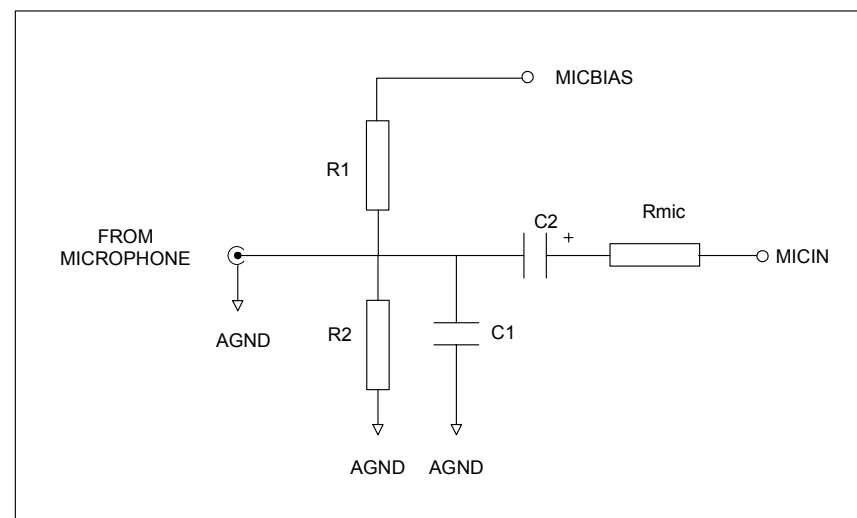 MICBIAS
R1
C2
+
Rmic
FROM
MICROPHONE
MICIN
AGND
R2
C1
AGND
AGND